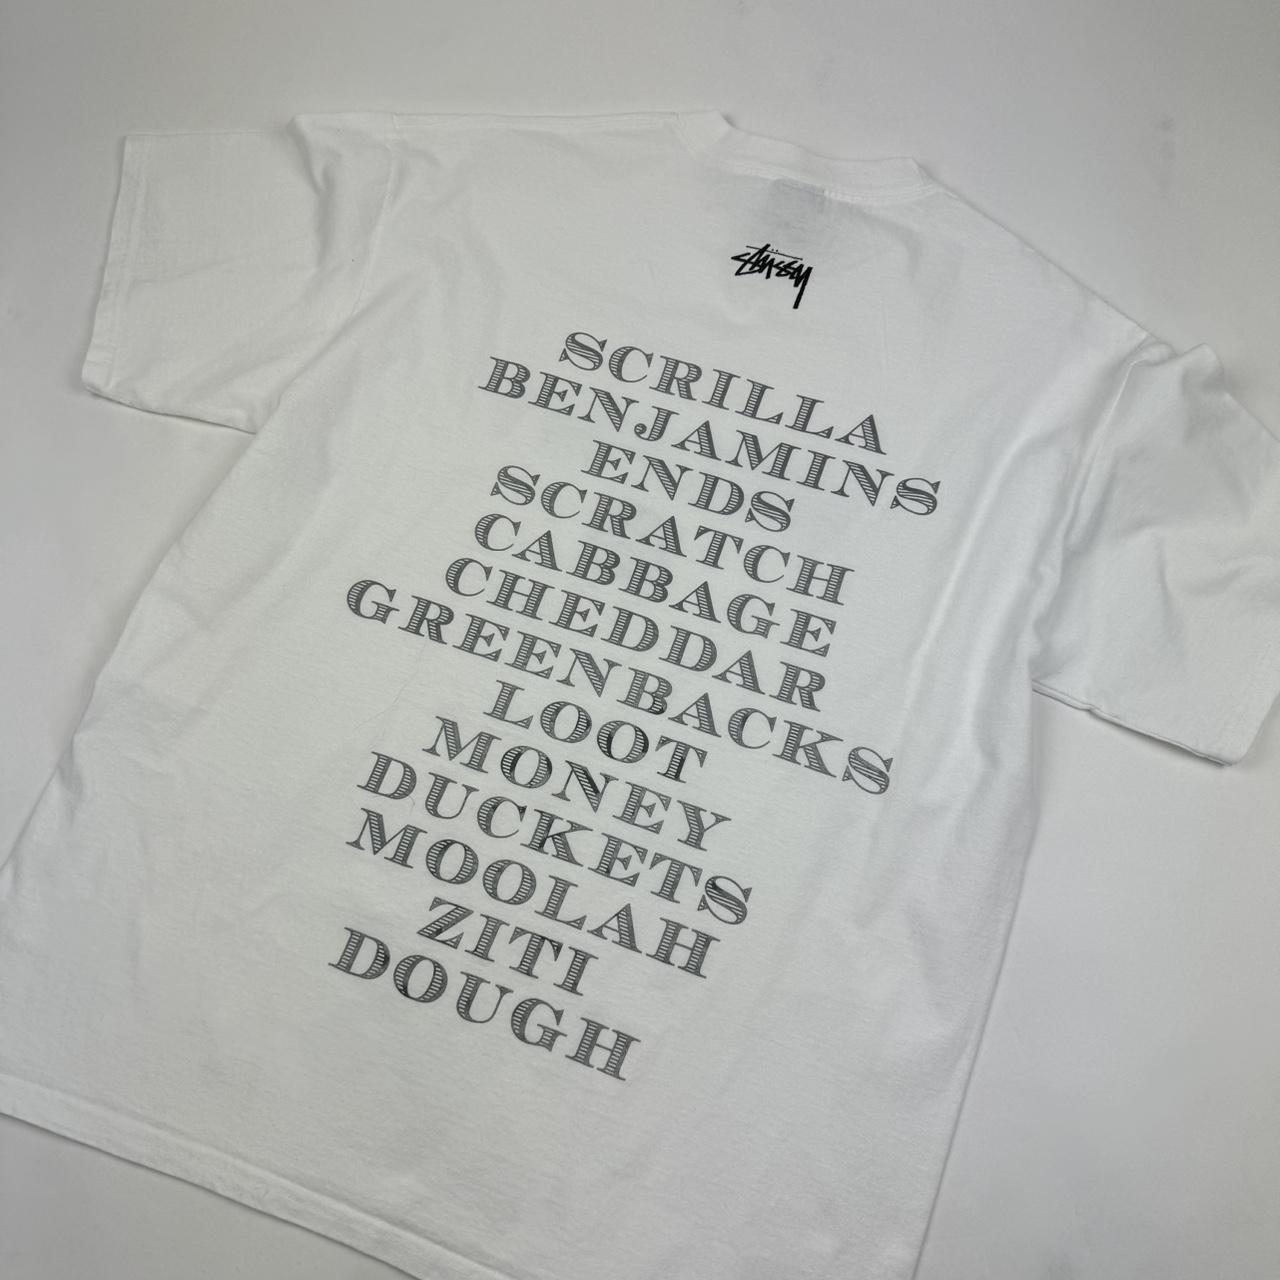 Stüssy
SCRILLA
BENJAMINS
ENDS
SCRATCH
CABBAGE
CHEDDAR
GREENBACKS
LOOT
MONEY
DUCKETS
MOOLAH
ZITI
DOUGH